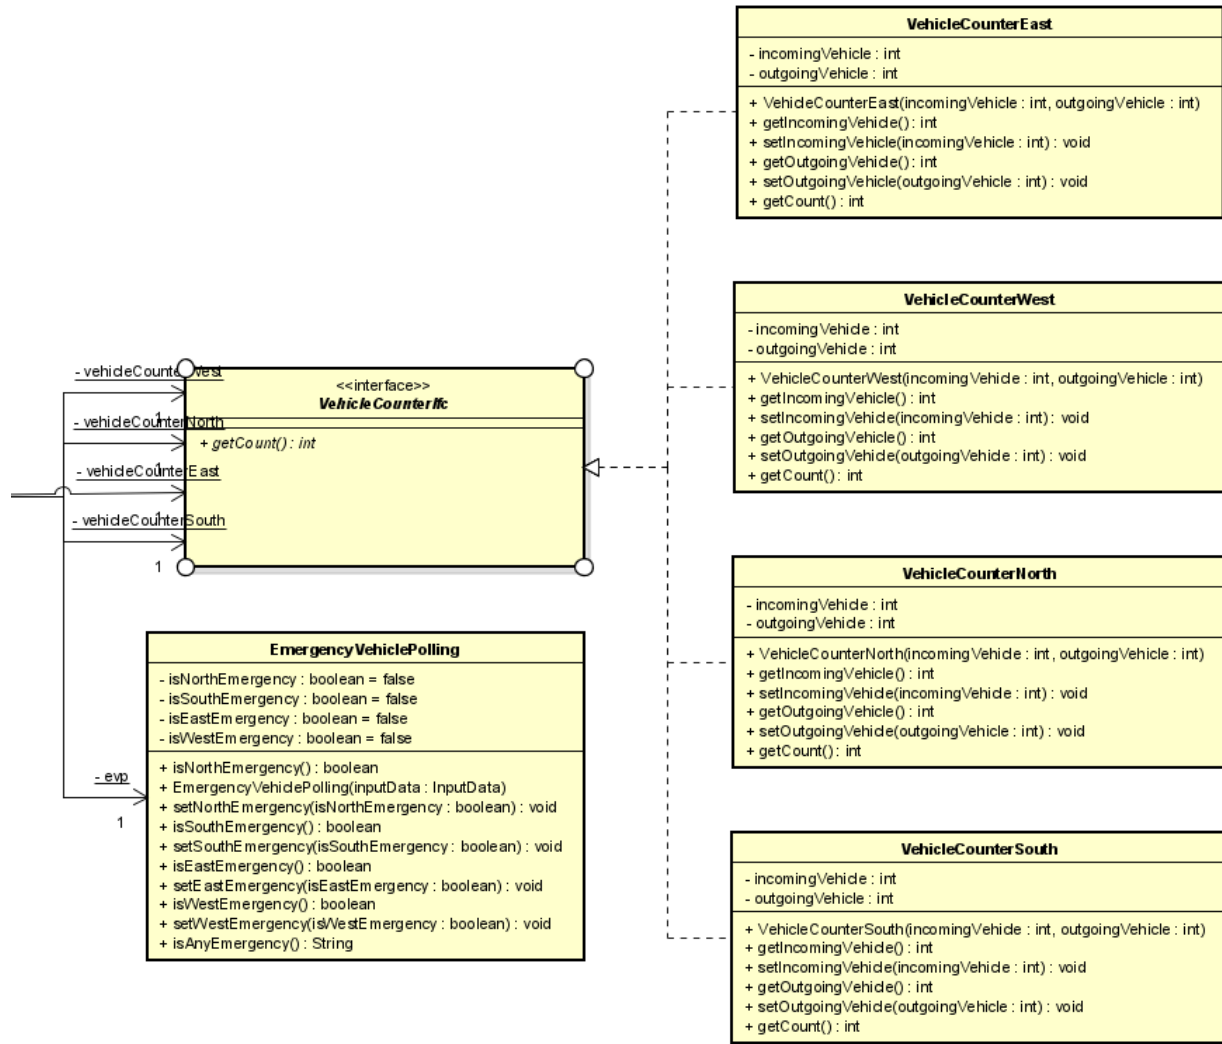 VehicleCounterEast
- incomingVehicle : int
- outgoingVehicle : int
+ VehicleCounterEast(incomingVehicle : int, outgoingVehicle : int)
+ getIncomingVehicle() : int
+ setIncomingVehicle(incomingVehicle : int) : void
+ getOutgoingVehicle() : int
+ setOutgoingVehicle(outgoingVehicle : int) : void
+ getCount() : int
VehicleCounterWest
- incomingVehicle : int
- outgoingVehicle : int
+ VehicleCounterWest(incomingVehicle : int, outgoingVehicle : int)
+ getIncomingVehicle() : int
+ setIncomingVehicle(incomingVehicle : int) : void
+ getOutgoingVehicle() : int
+ setOutgoingVehicle(outgoingVehicle : int) : void
+ getCount() : int
- vehicleCounterWest
1
- vehicleCounterNorth
1
- vehicleCounterEast
1
- vehicleCounterSouth
1
<<interface>>
VehicleCounterIfc
+ getCount() : int
VehicleCounterNorth
- incomingVehicle : int
- outgoingVehicle : int
+ VehicleCounterNorth(incomingVehicle : int, outgoingVehicle : int)
+ getIncomingVehicle() : int
+ setIncomingVehicle(incomingVehicle : int) : void
+ getOutgoingVehicle() : int
+ setOutgoingVehicle(outgoingVehicle : int) : void
+ getCount() : int
- evp
1
EmergencyVehiclePolling
- isNorthEmergency : boolean = false
- isSouthEmergency : boolean = false
- isEastEmergency : boolean = false
- isWestEmergency : boolean = false
+ isNorthEmergency() : boolean
+ EmergencyVehiclePolling(inputData : InputData)
+ setNorthEmergency(isNorthEmergency : boolean) : void
+ isSouthEmergency() : boolean
+ setSouthEmergency(isSouthEmergency : boolean) : void
+ isEastEmergency() : boolean
+ setEastEmergency(isEastEmergency : boolean) : void
+ isWestEmergency() : boolean
+ setWestEmergency(isWestEmergency : boolean) : void
+ isAnyEmergency() : String
VehicleCounterSouth
- incomingVehicle : int
- outgoingVehicle : int
+ VehicleCounterSouth(incomingVehicle : int, outgoingVehicle : int)
+ getIncomingVehicle() : int
+ setIncomingVehicle(incomingVehicle : int) : void
+ getOutgoingVehicle() : int
+ setOutgoingVehicle(outgoingVehicle : int) : void
+ getCount() : int